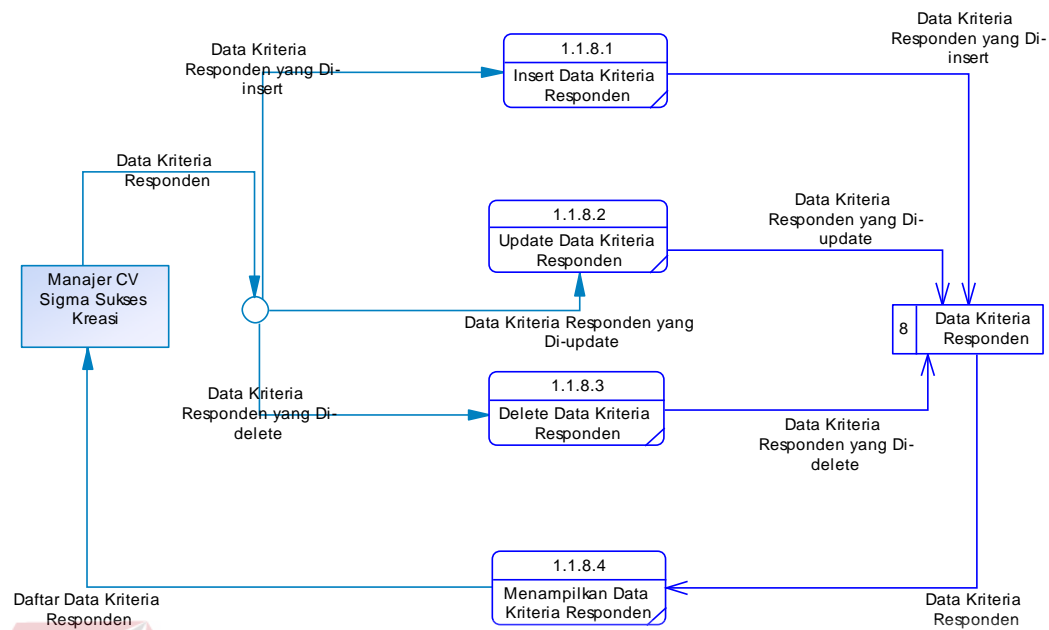 Data Kriteria
Responden yang Di-
insert
1.1.8.1
Insert Data Kriteria
Responden
Data Kriteria
Responden yang Di-
insert
Data Kriteria
Responden
1.1.8.2
Update Data Kriteria
Responden
Data Kriteria
Responden yang Di-
update
Manajer CV
Sigma Sukses
Kreasi
Data Kriteria Responden yang
Di-update
8
Data Kriteria
Responden
Data Kriteria
Responden yang Di-
delete
1.1.8.3
Delete Data Kriteria
Responden
Data Kriteria
Responden yang Di-
delete
1.1.8.4
Menampilkan Data
Kriteria Responden
Daftar Data Kriteria
Responden
Data Kriteria
Responden